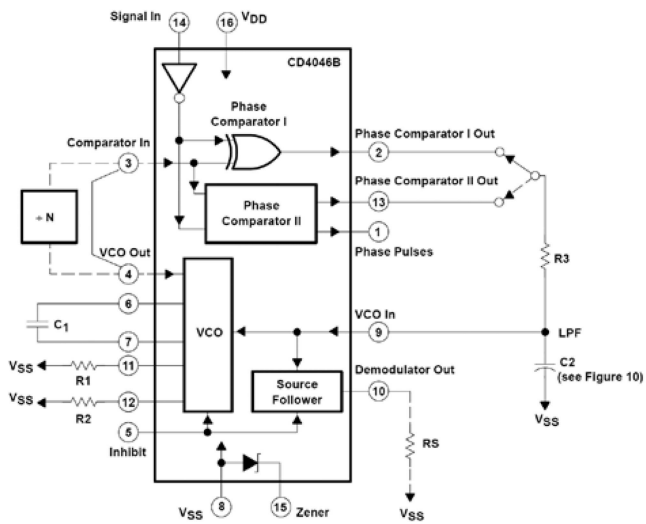 Signal In
14
16
VDD
CD4046B
Phase
Comparator I
Comparator In
3
Phase Comparator I Out
2
Phase Comparator II Out
13
÷ N
Phase
Comparator II
1
Phase Pulses
VCO Out
4
R3
6
C1
VCO
VCO In
9
LPF
7
VSS
R1
11
Demodulator Out
C2
(see Figure 10)
Source
Follower
10
VSS
R2
12
VSS
5
Inhibit
RS
VSS
8
15
Zener
VSS